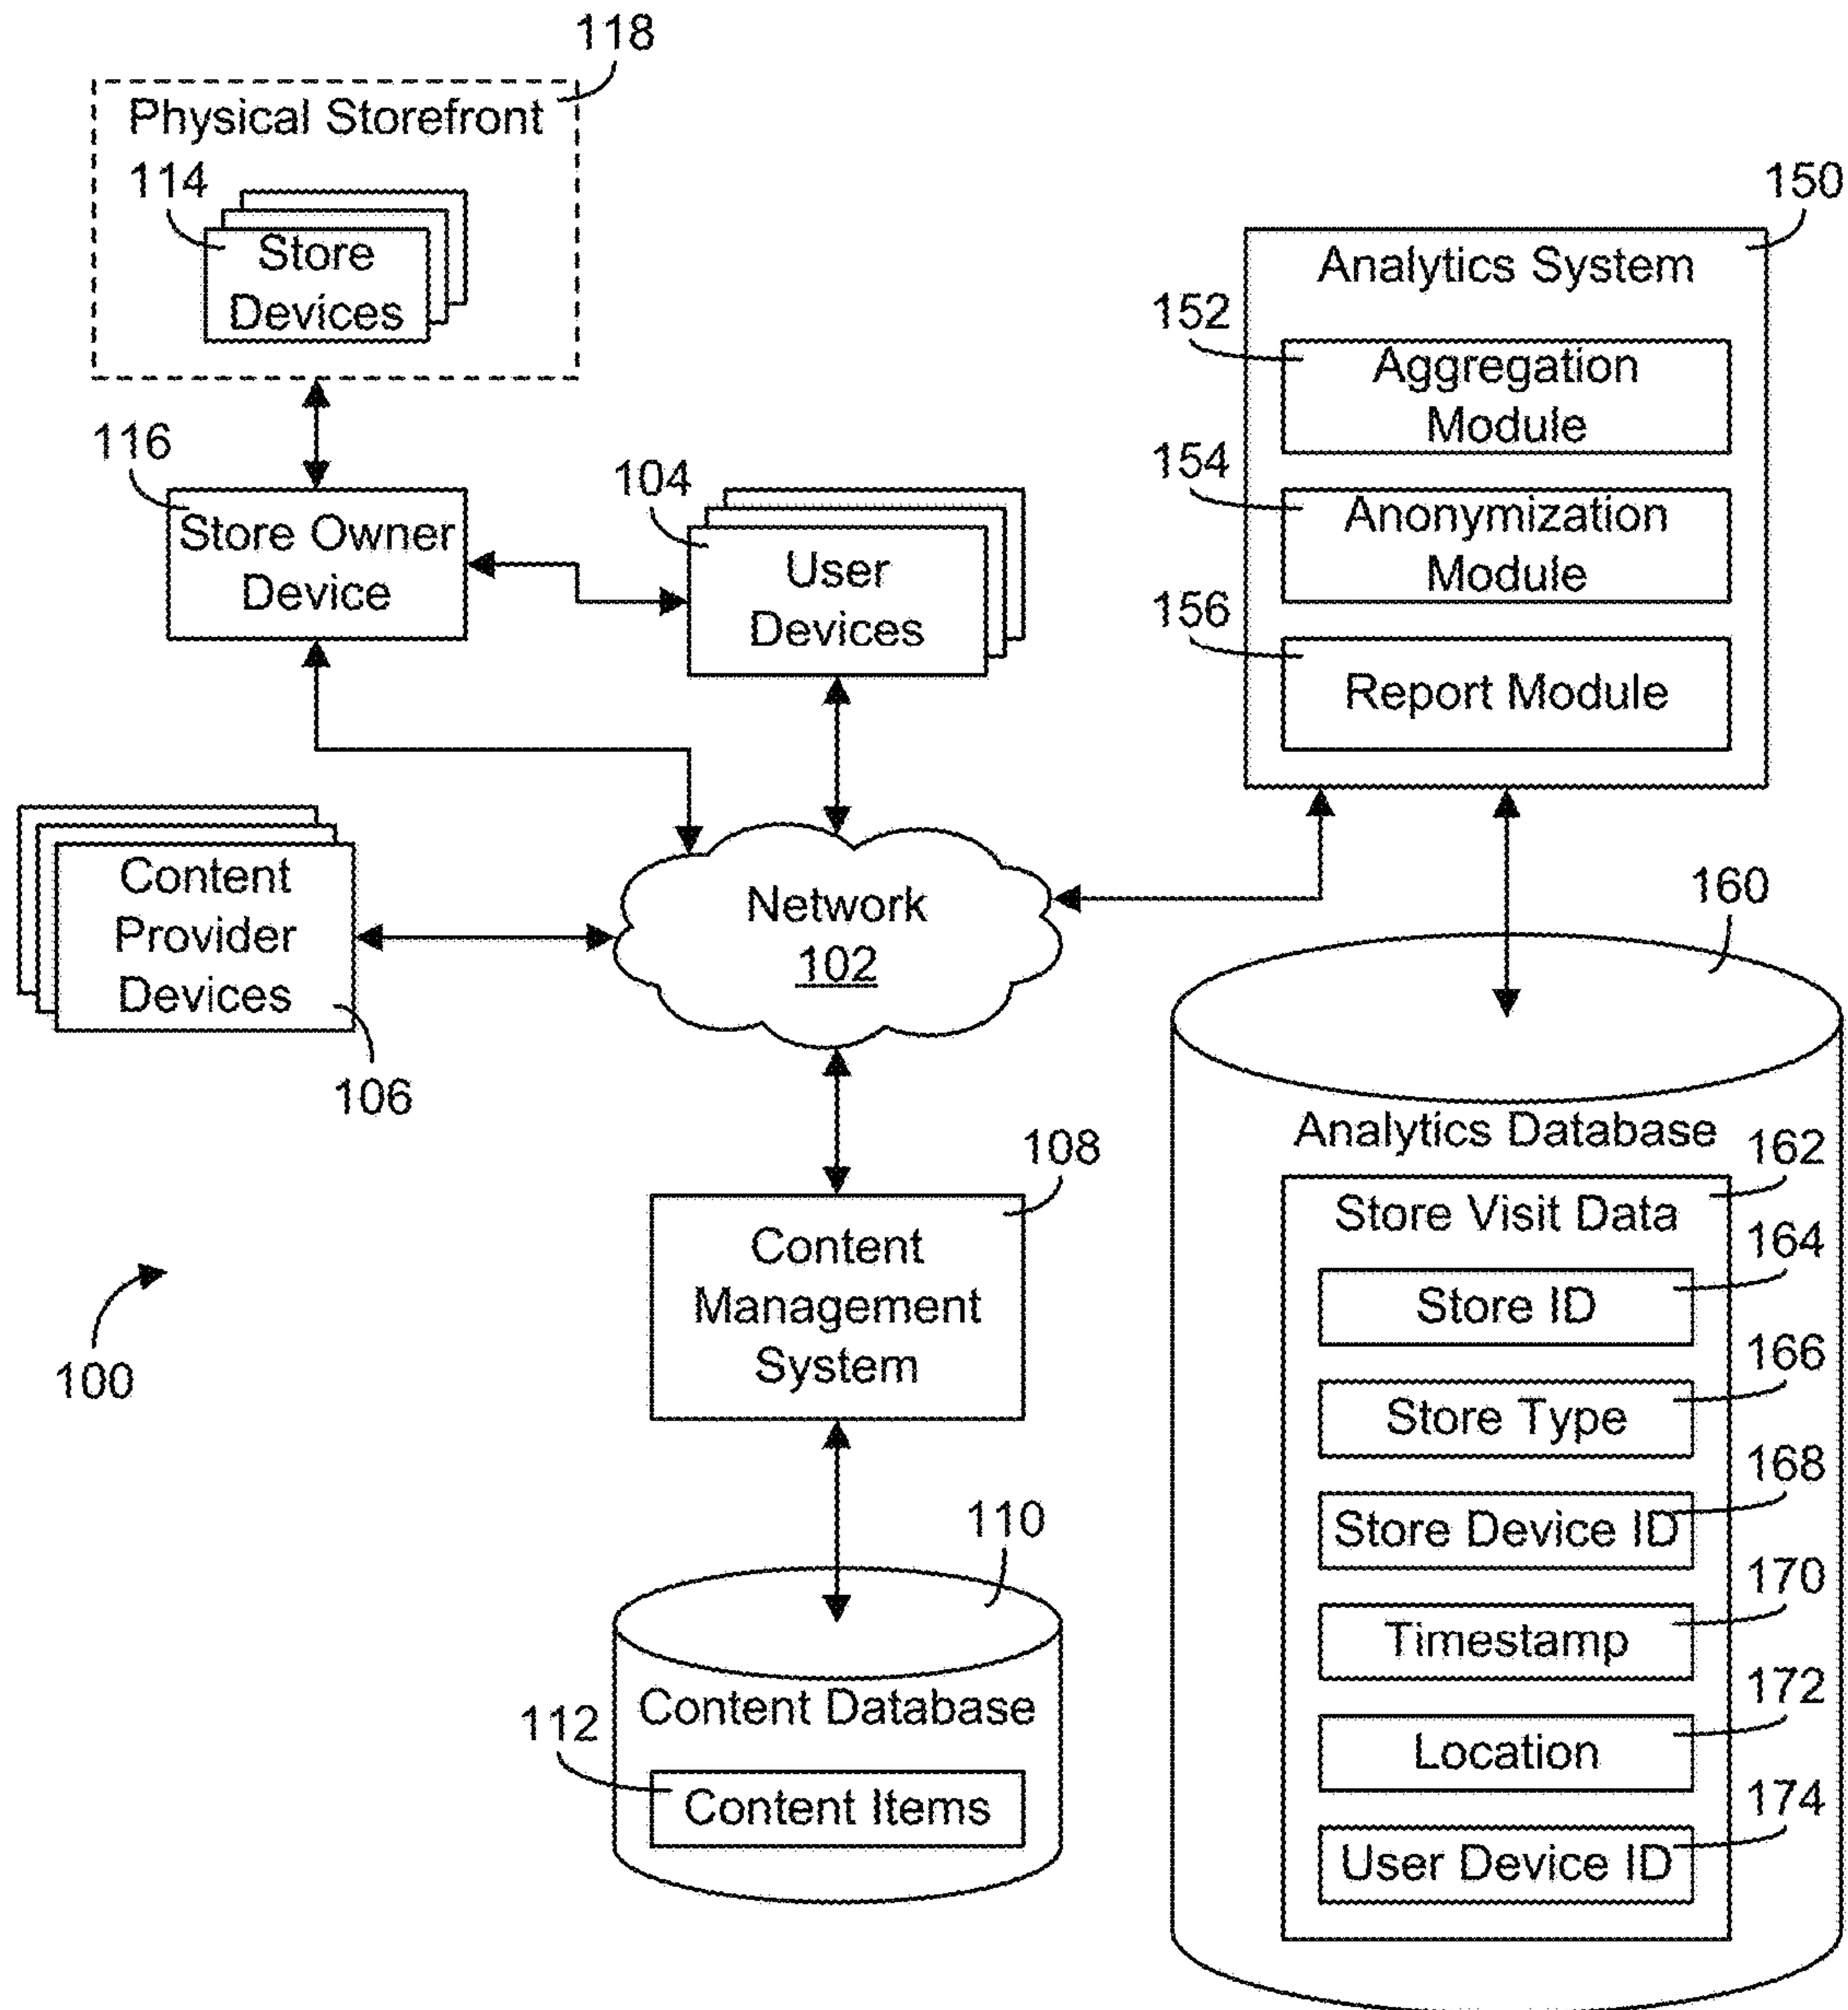 118
Physical Storefront
114
Store
Devices
150
Analytics System
152
Aggregation
Module
154
Anonymization
Module
156
Report Module
116
Store Owner
Device
104
User
Devices
Content
Provider
Devices
106
Network
102
160
Analytics Database
162
Store Visit Data
164
Store ID
166
Store Type
168
Store Device ID
170
Timestamp
172
Location
174
User Device ID
108
Content
Management
System
100
110
Content Database
112
Content Items